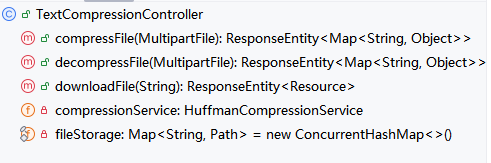 TextCompressionController
compressFile(MultipartFile): ResponseEntity<Map<String, Object>>
decompressFile(MultipartFile): ResponseEntity<Map<String, Object>>
downloadFile(String): ResponseEntity<Resource>
compressionService: HuffmanCompressionService
fileStorage: Map<String, Path> = new ConcurrentHashMap<>()